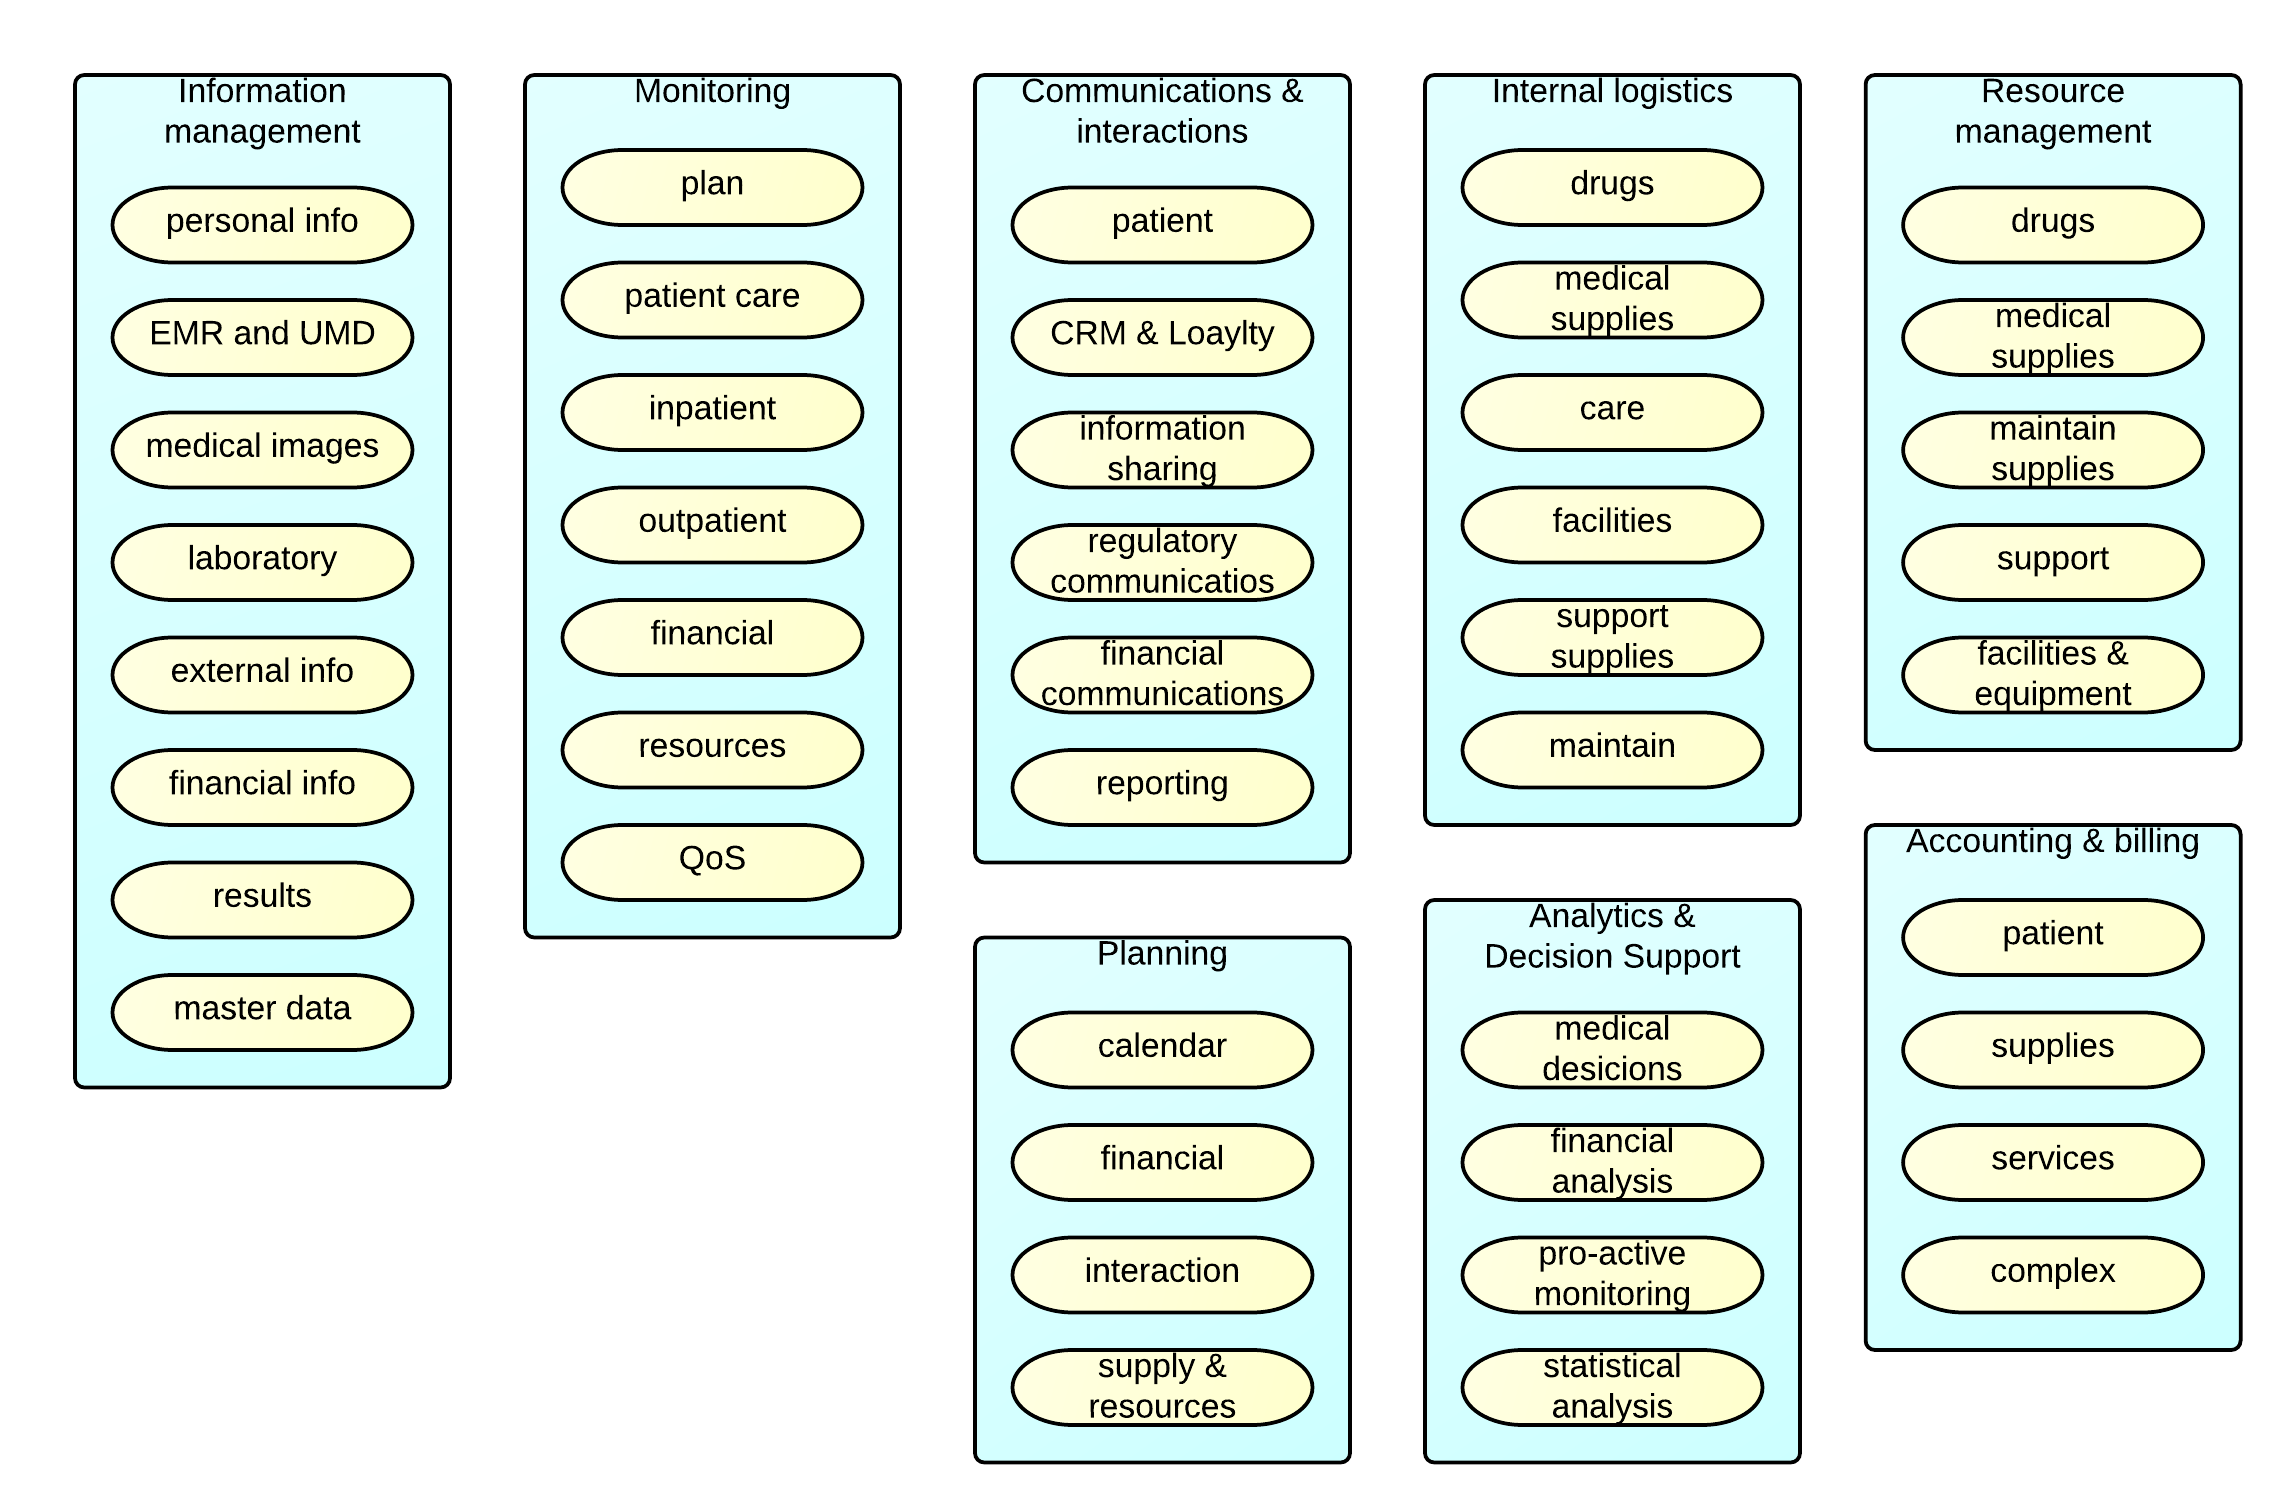 Information
management
personal info
EMR and UMD
medical images
laboratory
external info
financial info
results
master data
Monitoring
plan
patient care
inpatient
outpatient
financial
resources
QoS
Communications &
interactions
patient
CRM & Loaylty
information
sharing
regulatory
communicatios
financial
communications
reporting
Planning
calendar
financial
interaction
supply &
resources
Internal logistics
drugs
medical
supplies
care
facilities
support
supplies
maintain
Analytics &
Decision Support
medical
desicions
financial
analysis
pro-active
monitoring
statistical
analysis
Resource
management
drugs
medical
supplies
maintain
supplies
support
facilities &
equipment
Accounting & billing
patient
supplies
services
complex